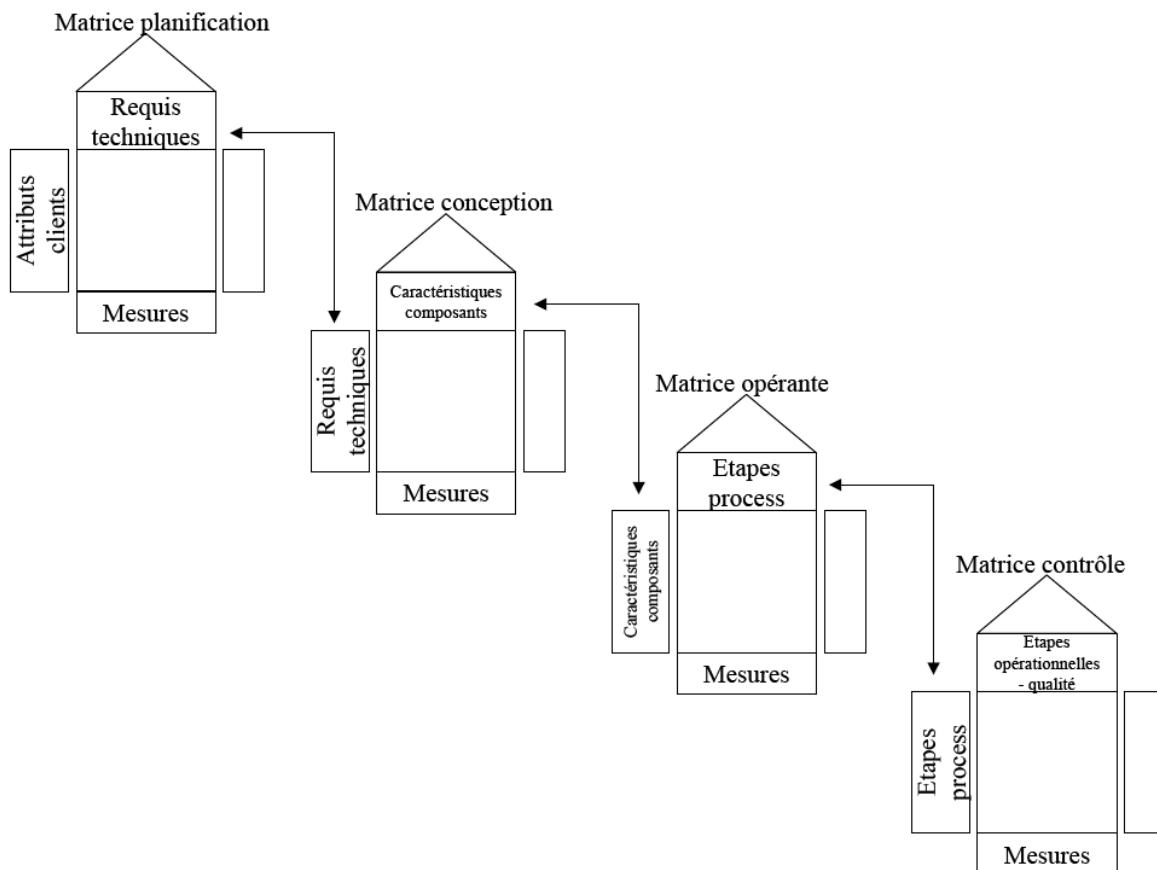 Matrice planification
Requis
techniques
Attributs
clients
Mesures
Matrice conception
Caractéristiques
composants
Requis
techniques
Mesures
Matrice opérante
Etapes
process
Caractéristiques
composants
Mesures
Matrice contrôle
Etapes
opérationnelles
- qualité
Etapes
process
Mesures